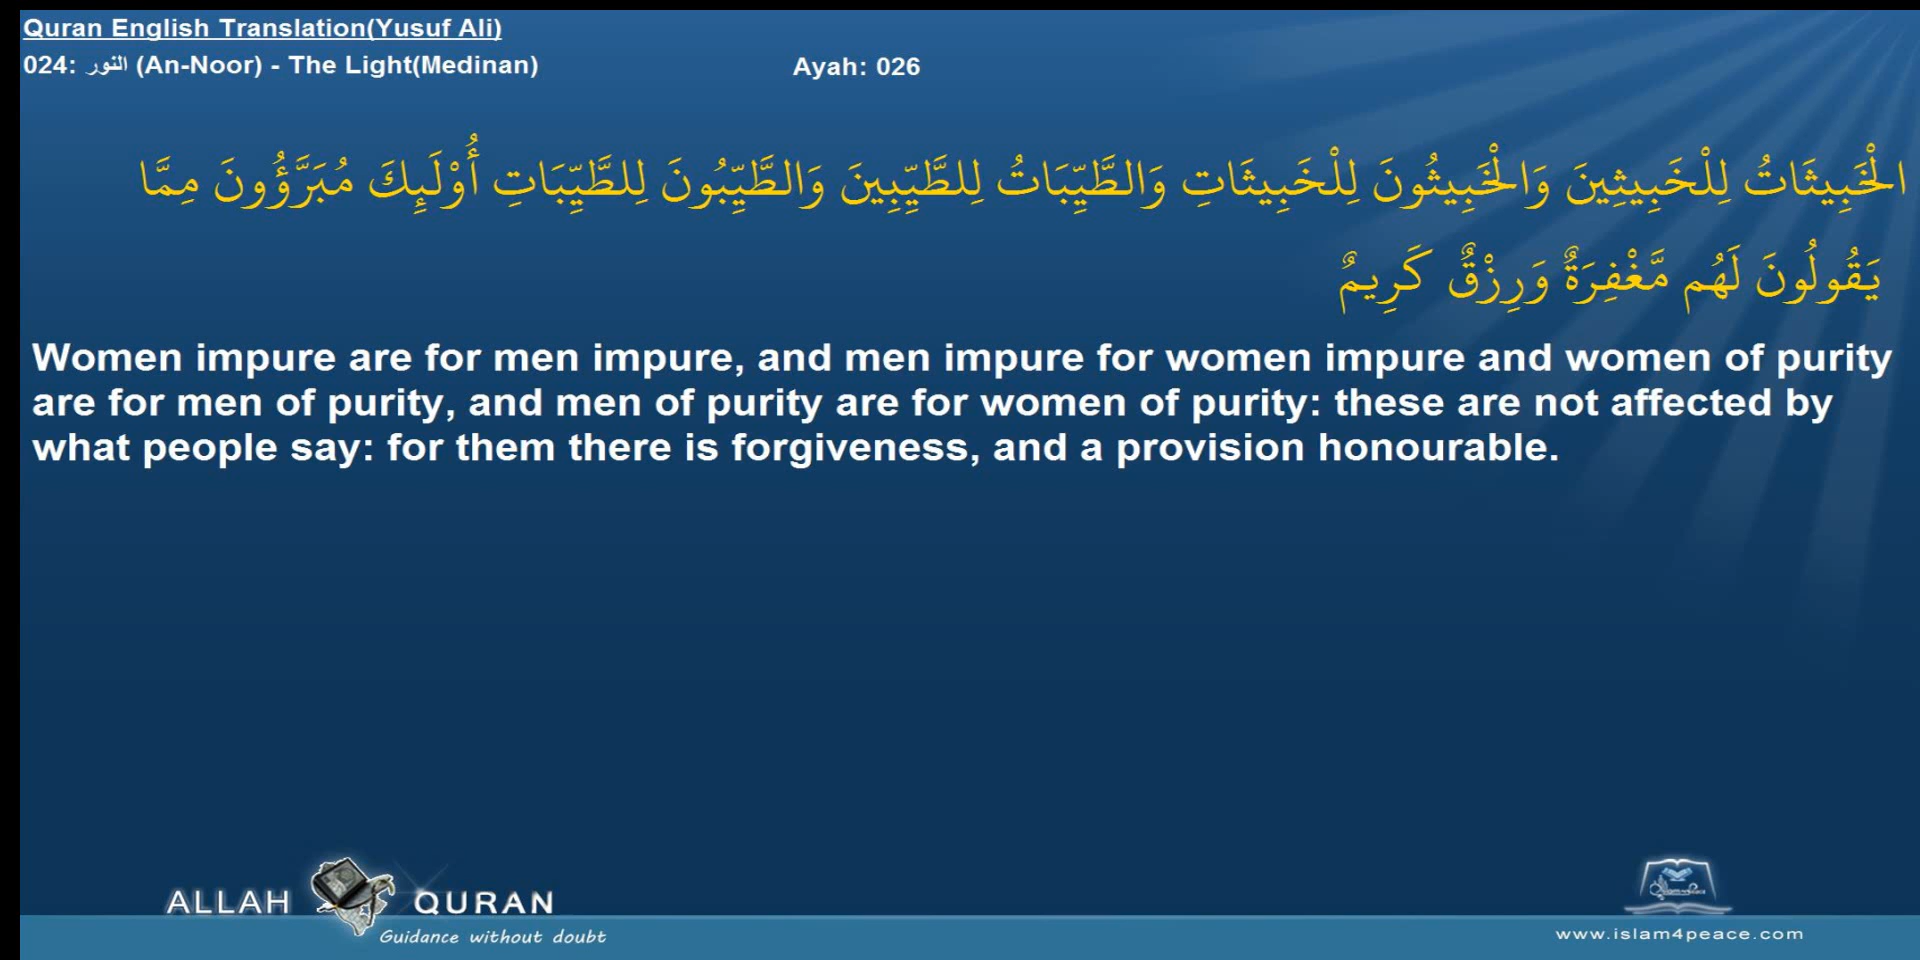 Quran English Translation(Yusuf Ali)
024: النور (An-Noor) - The Light(Medinan)
Ayah: 026
الْخَبِيثَاتُ لِلْخَبِيثِينَ وَالْخَبِيثُونَ لِلْخَبِيثَاتِ وَالطَّيِّبَاتُ لِلطَّيِّبِينَ وَالطَّيِّبُونَ لِلطَّيِّبَاتِ أُوْلَئِكَ مُبَرَّؤُونَ مِمَّا
يَقُولُونَ لَهُم مَّغْفِرَةٌ وَرِزْقٌ كَرِيمٌ
Women impure are for men impure, and men impure for women impure and women of purity
are for men of purity, and men of purity are for women of purity: these are not affected by
what people say: for them there is forgiveness, and a provision honourable.
ALLAH QURAN
Guidance without doubt
www.islam4peace.com